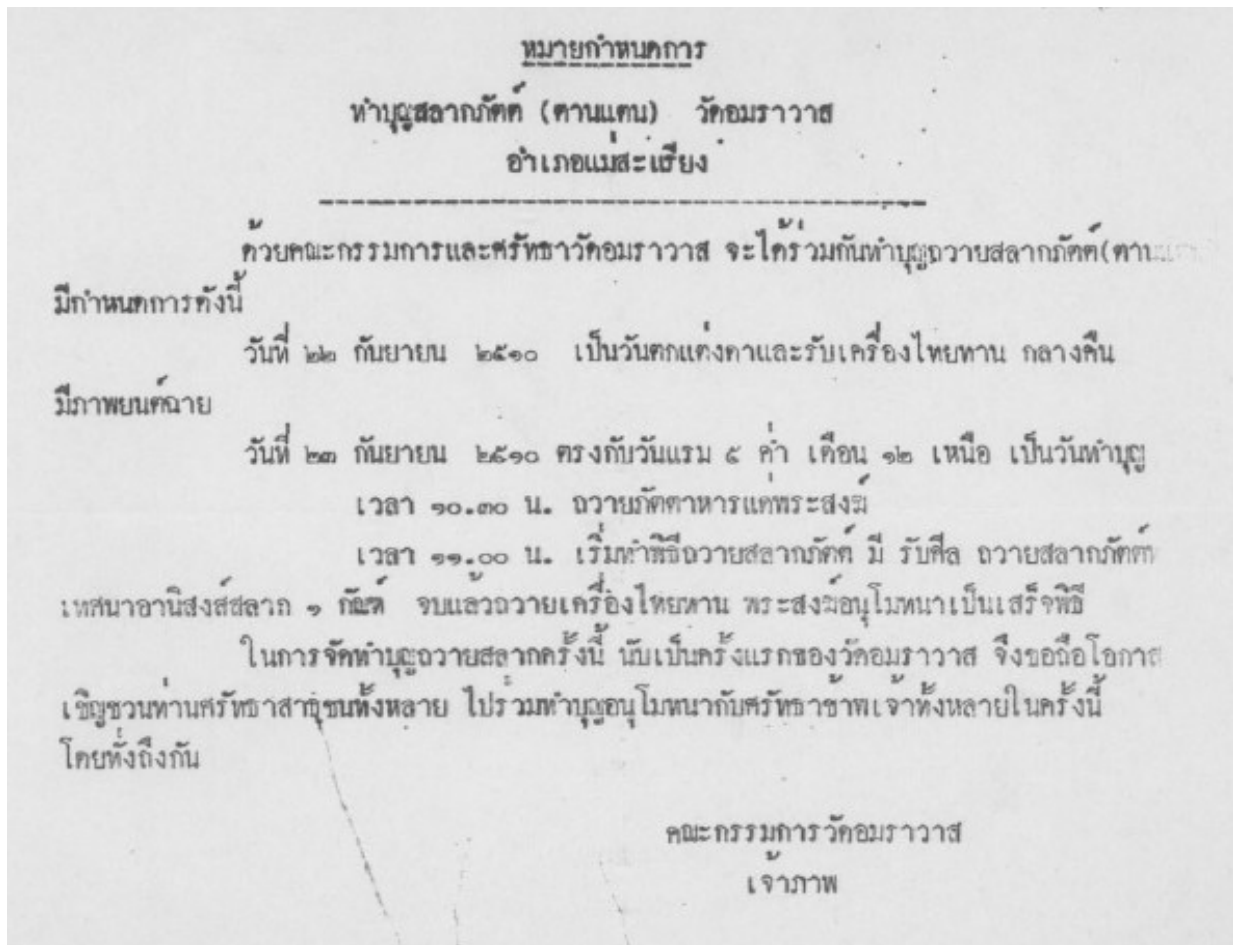 หมายกำหนดการ
ทำบุญสลากภัตต์ (ตานแตน) วัดอมราวาส
อำเภอแม่สะเรียง
ด้วยคณะกรรมการและศรัทธาวัดอมราวาส จะได้ร่วมกันทำบุญถวายสลากภัตต์(ตาน
มีกำหนดการดังนี้
วันที่ ๒๒ กันยายน ๒๕๑๐ เป็นวันตกแต่งดาและรับเครื่องไทยทาน กลางคืน
มีภาพยนต์ฉาย
วันที่ ๒๓ กันยายน ๒๕๑๐ ตรงกับวันแรม ๕ ค่ำ เดือน ๑๒ เหนือ เป็นวันทำบุญ
เวลา ๑๐.๓๐ น. ถวายภัตตาหารแด่พระสงฆ์
เวลา ๑๑.๐๐ น. เริ่มทำพิธีถวายสลากภัตต์ มี รับศีล ถวายสลากภัตต์
เทศนาอานิสงส์สลาก ๑ กัณฑ์ จบแล้วถวายเครื่องไทยทาน พระสงฆ์อนุโมทนาเป็นเสร็จพิธี
ในการจัดทำบุญถวายสลากครั้งนี้ นับเป็นครั้งแรกของวัดอมราวาส จึงขอถือโอกาส
เชิญชวนท่านศรัทธาสาธุชนทั้งหลาย ไปร่วมทำบุญอนุโมทนากับศรัทธาข้าพเจ้าทั้งหลายในครั้งนี้
โดยทั่งถึงกัน
คณะกรรมการวัดอมราวาส
เจ้าภาพ